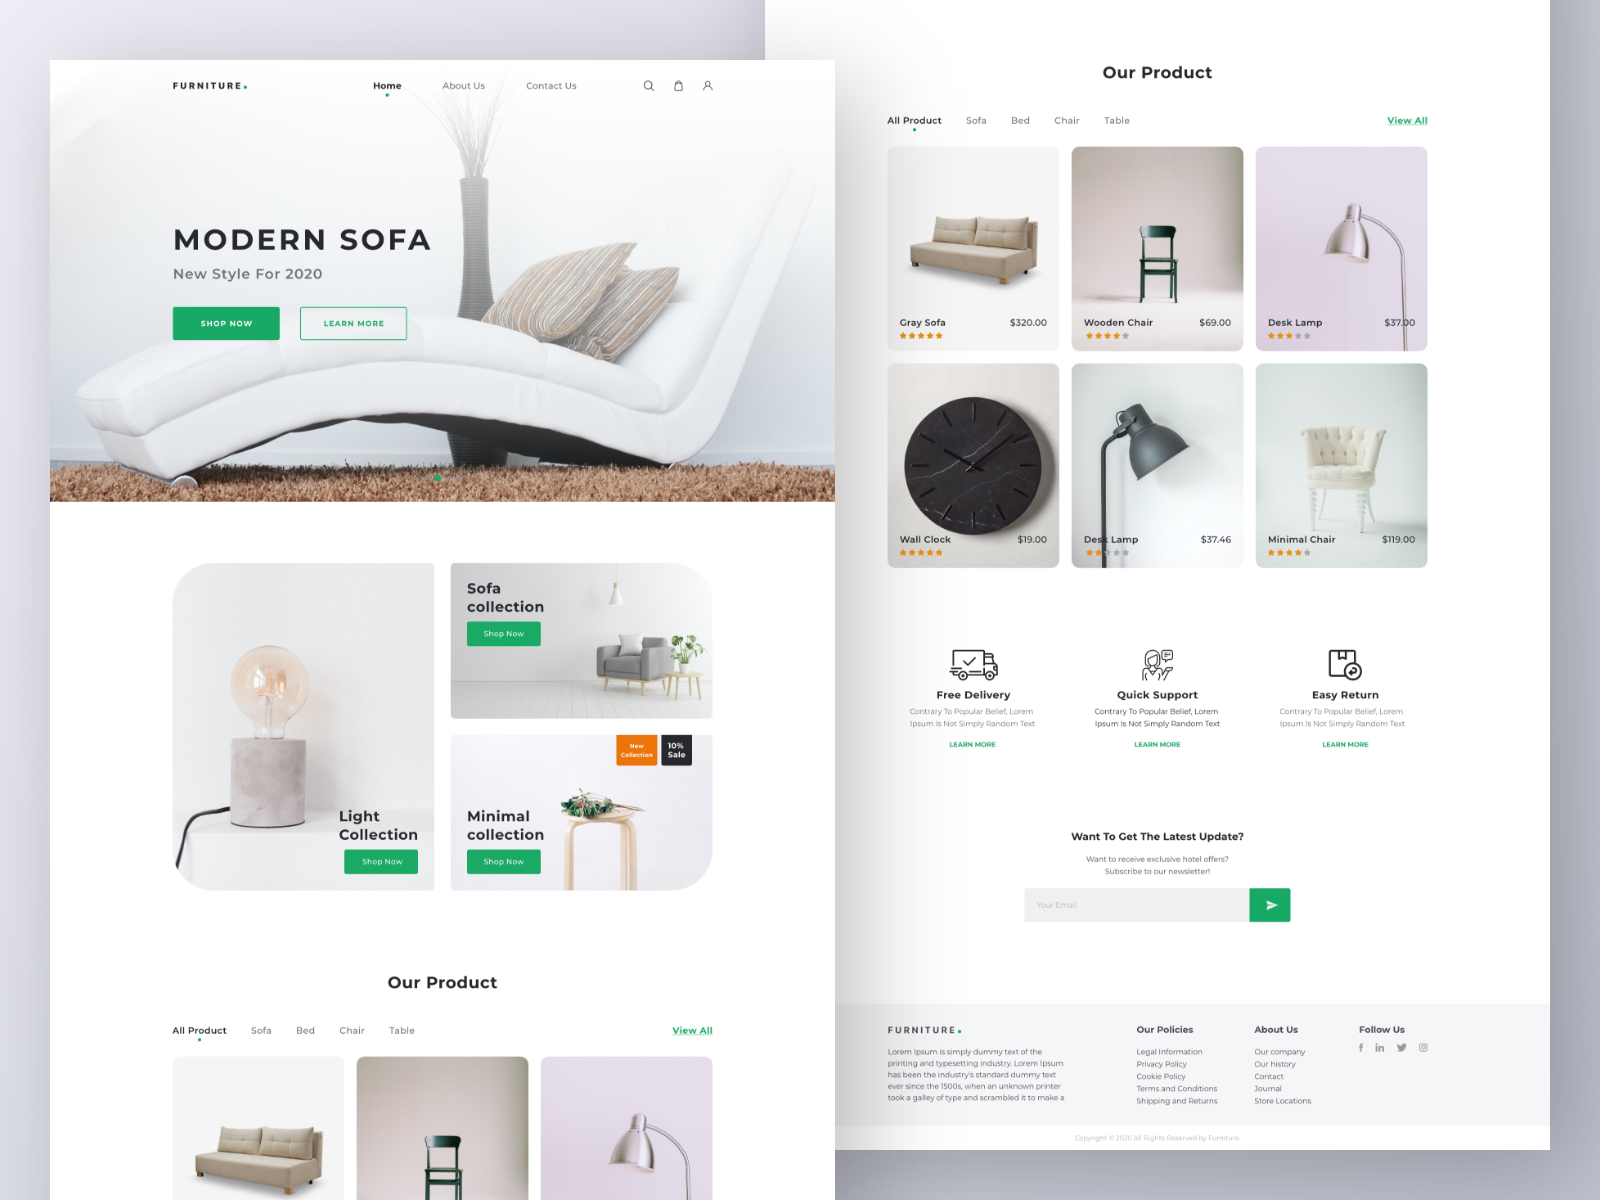 FURNITURE.
Home
About Us
Contact Us
MODERN SOFA
New Style For 2020
SHOP NOW
LEARN MORE
Sofa
collection
Shop Now
Light
Collection
Shop Now
New
Collection
10%
Sale
Minimal
collection
Shop Now
Our Product
All Product
Sofa
Bed
Chair
Table
View All
Our Product
All Product
Sofa
Bed
Chair
Table
View All
Gray Sofa
$320.00
Wooden Chair
$69.00
Desk Lamp
$37.00
Wall Clock
$19.00
Desk Lamp
$37.46
Minimal Chair
$119.00
Free Delivery
Contrary To Popular Belief, Lorem
Ipsum Is Not Simply Random Text
LEARN MORE
Quick Support
Contrary To Popular Belief, Lorem
Ipsum Is Not Simply Random Text
LEARN MORE
Easy Return
Contrary To Popular Belief, Lorem
Ipsum Is Not Simply Random Text
LEARN MORE
Want To Get The Latest Update?
Want to receive exclusive hotel offers?
Subscribe to our newsletter!
Your Email
FURNITURE.
Lorem Ipsum is simply dummy text of the
printing and typesetting industry. Lorem Ipsum
has been the industry's standard dummy text
ever since the 1500s, when an unknown printer
took a galley of type and scrambled it to make a
Our Policies
Legal Information
Privacy Policy
Cookie Policy
Terms and Conditions
Shipping and Returns
About Us
Our company
Our history
Contact
Journal
Store Locations
Follow Us
Copyright © 2020 All Rights Reserved by Furniture.